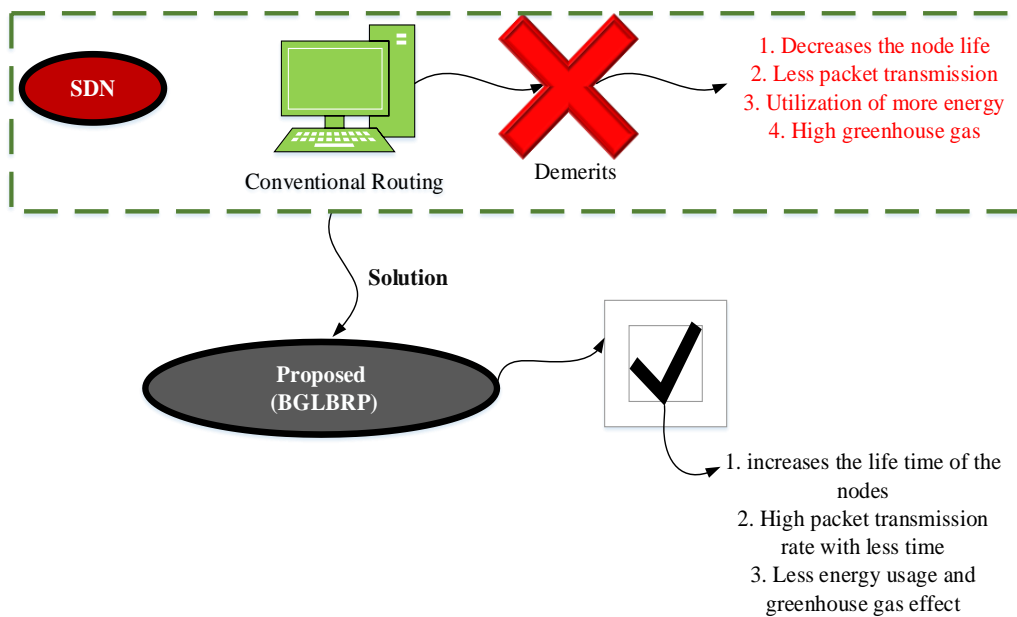 SDN
Conventional Routing
Demerits
1. Decreases the node life
2. Less packet transmission
3. Utilization of more energy
4. High greenhouse gas
Solution
Proposed
(BGLBRP)
1. increases the life time of the
nodes
2. High packet transmission
rate with less time
3. Less energy usage and
greenhouse gas effect